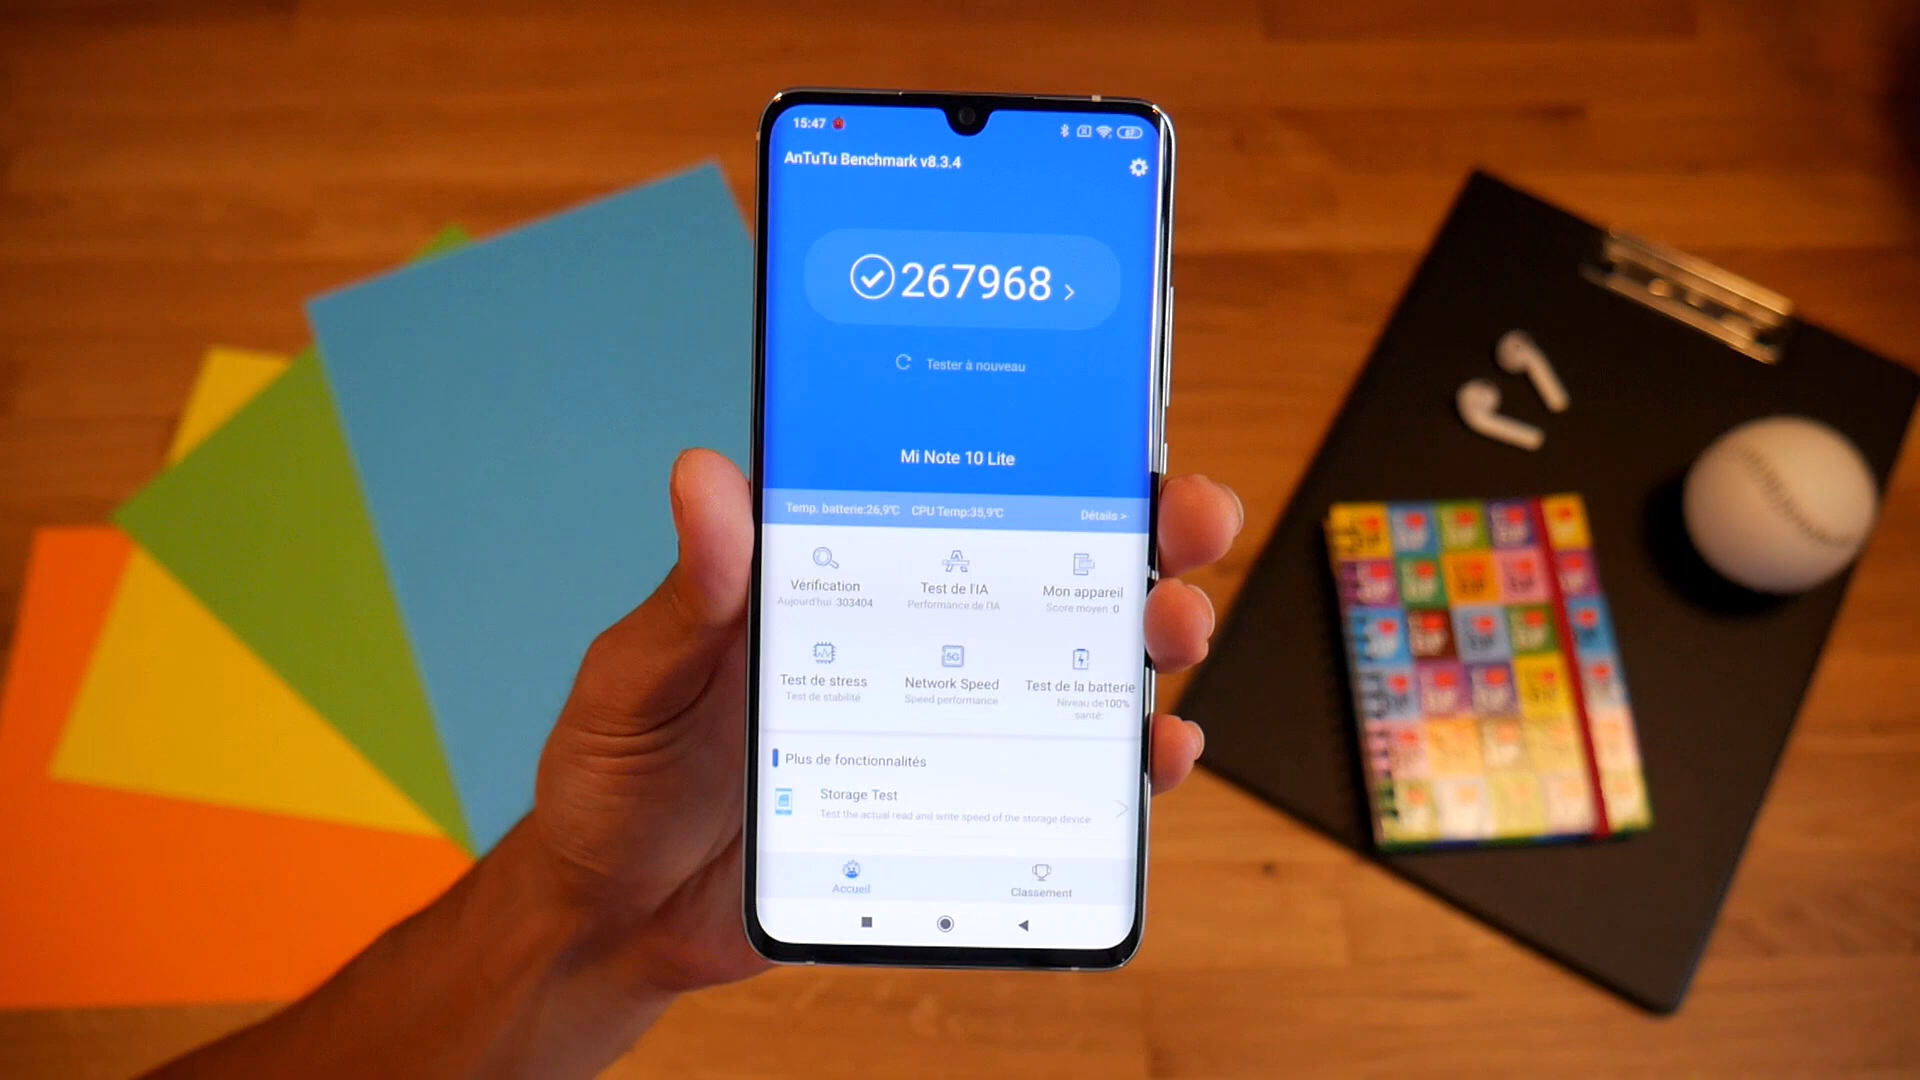 15:47
67
AnTuTu Benchmark v8.3.4
267968
Tester à nouveau
Mi Note 10 Lite
Temp. batterie:26,9℃ CPU Temp:35,9℃ Détails >
Vérification
Aujourd'hui :303404
Test de l'IA
Performance de l'IA
Mon appareil
Score moyen :0
Test de stress
Test de stabilité
5G
Network Speed
Speed performance
Test de la batterie
Niveau de100%
santé:
Plus de fonctionnalités
Storage Test
Test the actual read and write speed of the storage device
Accueil
Classement